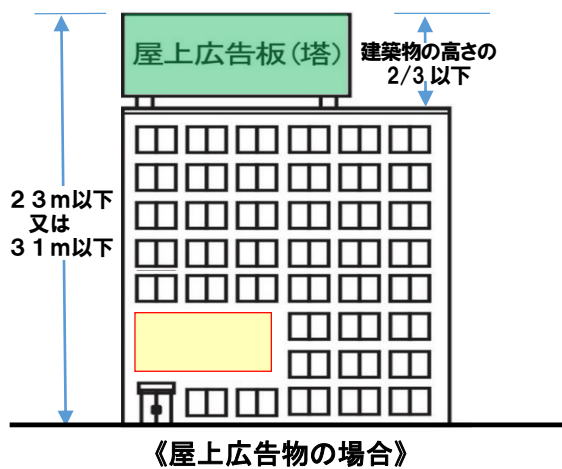 屋上広告板(塔)
建築物の高さの
2/3以下
23m以下
又は
31m以下
《屋上広告物の場合》